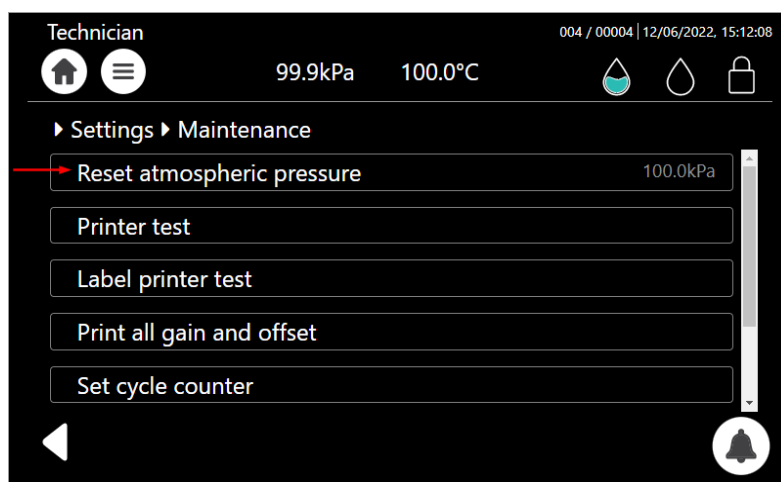 Technician
004 / 00004 | 12/06/2022, 15:12:08
99.9kPa 100.0°C
Settings Maintenance
Reset atmospheric pressure 100.0kPa
Printer test
Label printer test
Print all gain and offset
Set cycle counter